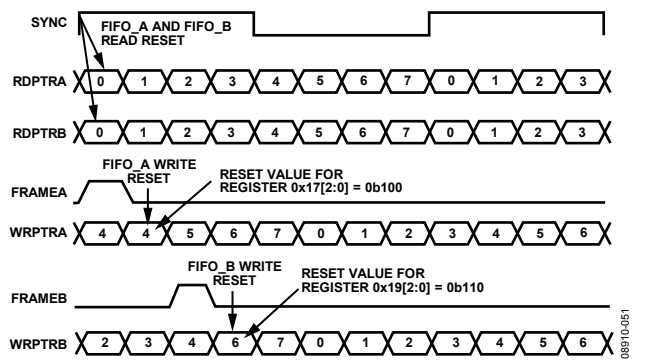 SYNC
FIFO_A AND FIFO_B
READ RESET
RDPTRA 0 1 2 3 4 5 6 7 0 1 2 3
RDPTRB 0 1 2 3 4 5 6 7 0 1 2 3
FIFO_A WRITE
RESET
RESET VALUE FOR
REGISTER 0x17[2:0] = 0b100
FRAMEA
WRPTRA 4 4 5 6 7 0 1 2 3 4 5 6
FIFO_B WRITE
RESET
RESET VALUE FOR
REGISTER 0x19[2:0] = 0b110
FRAMEB
WRPTRB 2 3 4 6 7 0 1 2 3 4 5 6
08910-051